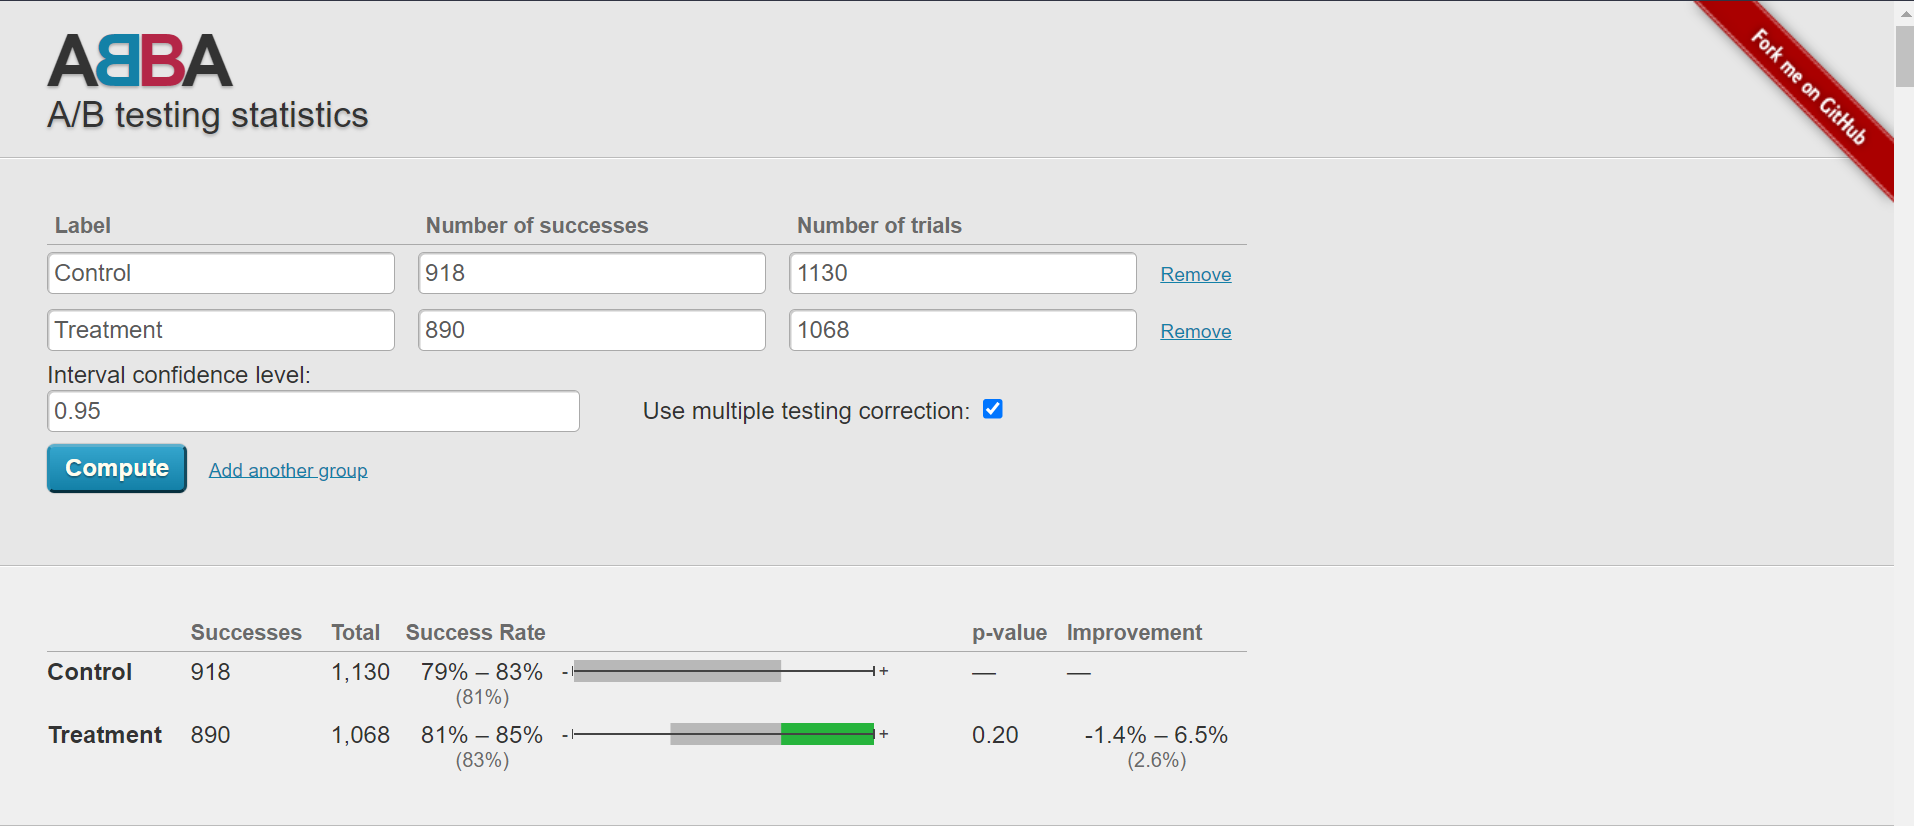 ABBA
A/B testing statistics
Fork me on GitHub
Label Number of successes Number of trials
Control 918 1130 Remove
Treatment 890 1068 Remove
Interval confidence level:
0.95 Use multiple testing correction:
Compute Add another group
Successes Total Success Rate p-value Improvement
Control 918 1,130 79% – 83% - + — —
(81%)
Treatment 890 1,068 81% – 85% - + 0.20 -1.4% – 6.5%
(83%) (2.6%)